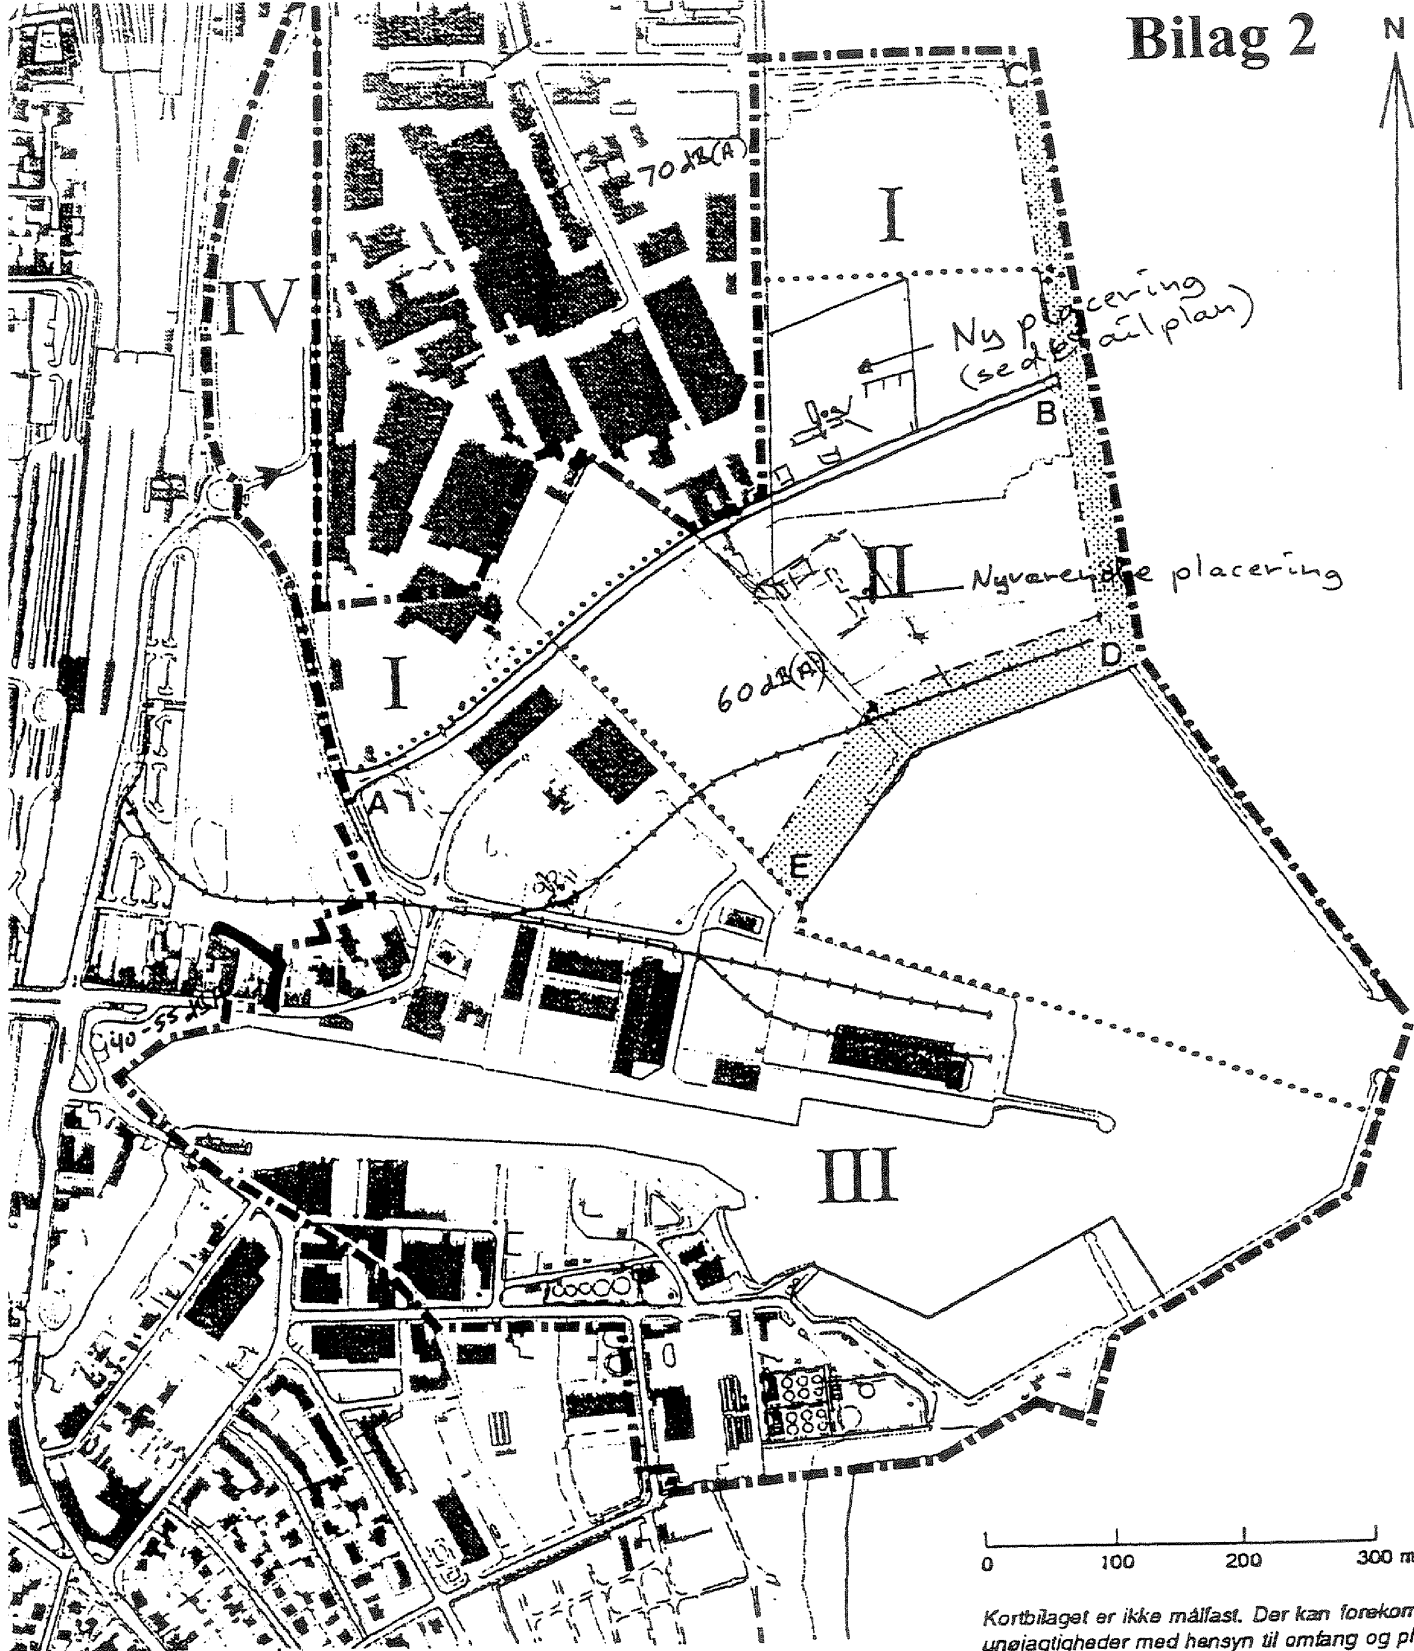 Bilag 2
N
C
70 dB(A)
I
IV
Ny placering
(se detailplan)
B
II
Nyværende placering
I
60 dB(A)
D
A
E
40-55 dB(A)
III
0 100 200 300 m
Kortbilaget er ikke målfast. Der kan forekom
unøjagtigheder med hensyn til omfang og pl